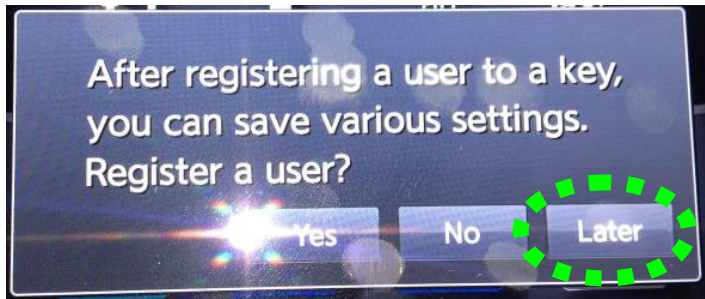 After registering a user to a key,
you can save various settings.
Register a user?
Yes No Later